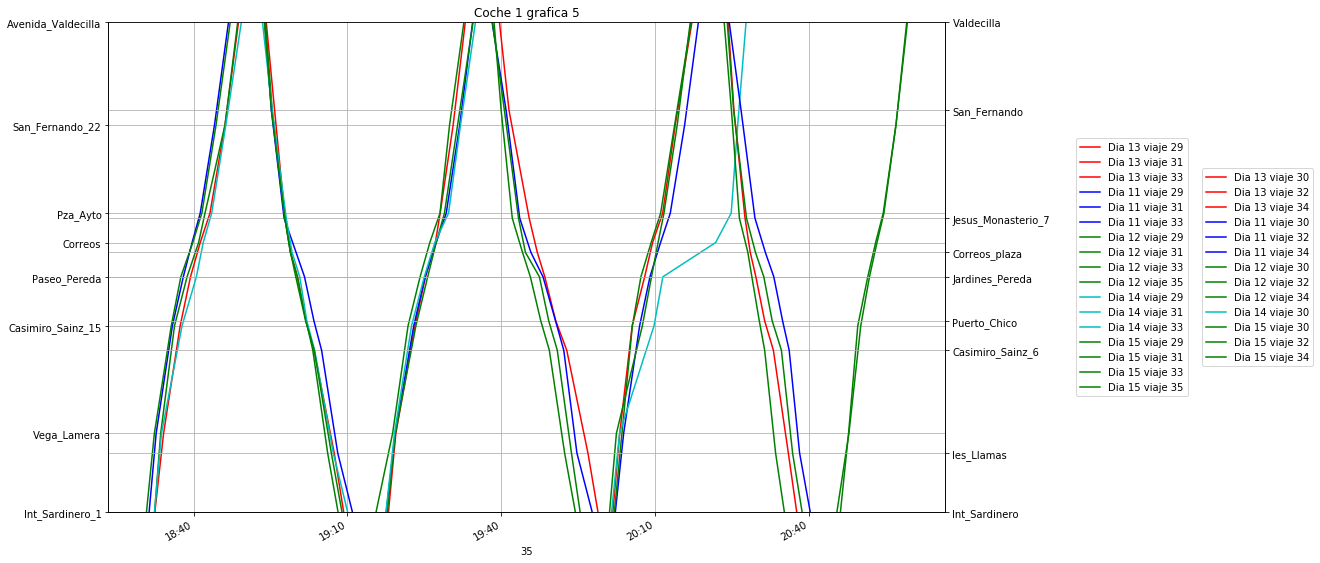 Coche 1 grafica 5
Avenida_Valdecilla
San_Fernando_22
Pza_Ayto
Correos
Paseo_Pereda
Casimiro_Sainz_15
Vega_Lamera
Int_Sardinero_1
Valdecilla
San_Fernando
Jesus_Monasterio_7
Correos_plaza
Jardines_Pereda
Puerto_Chico
Casimiro_Sainz_6
Ies_Llamas
Int_Sardinero
18:40
19:10
19:40
20:10
20:40
35
Dia 13 viaje 29
Dia 13 viaje 31
Dia 13 viaje 33
Dia 11 viaje 29
Dia 11 viaje 31
Dia 11 viaje 33
Dia 12 viaje 29
Dia 12 viaje 31
Dia 12 viaje 33
Dia 12 viaje 35
Dia 14 viaje 29
Dia 14 viaje 31
Dia 14 viaje 33
Dia 15 viaje 29
Dia 15 viaje 31
Dia 15 viaje 33
Dia 15 viaje 35
Dia 13 viaje 30
Dia 13 viaje 32
Dia 13 viaje 34
Dia 11 viaje 30
Dia 11 viaje 32
Dia 11 viaje 34
Dia 12 viaje 30
Dia 12 viaje 32
Dia 12 viaje 34
Dia 14 viaje 30
Dia 15 viaje 30
Dia 15 viaje 32
Dia 15 viaje 34